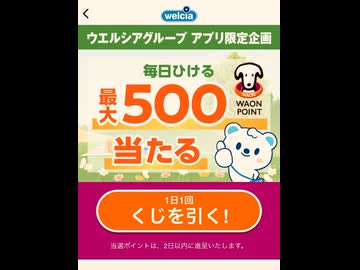 welcia
ウエルシアグループ アプリ限定企画
毎日ひける
最大500
WAON
POINT
当たる
1日1回
くじを引く!
当選ポイントは、2日以内に進呈いたします。